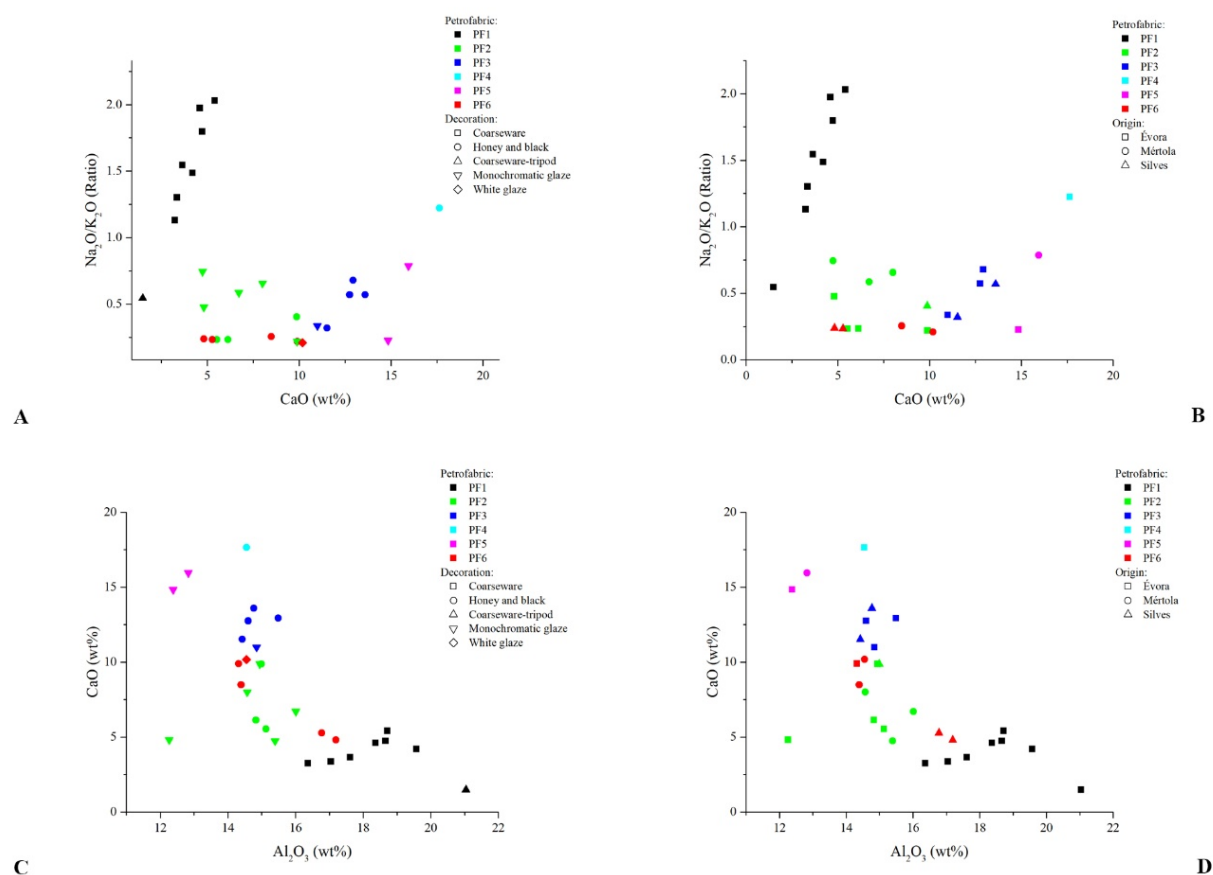 Petrofabric:
PF1
PF2
PF3
PF4
PF5
PF6
Decoration:
Coarseware
Honey and black
Coarseware-tripod
Monochromatic glaze
White glaze
2.0
1.5
1.0
0.5
Na₂O/K₂O (Ratio)
5 10 15 20
CaO (wt%)
A
Petrofabric:
PF1
PF2
PF3
PF4
PF5
PF6
Origin:
Évora
Mértola
Silves
2.0
1.5
1.0
0.5
0.0
Na₂O/K₂O (Ratio)
0 5 10 15 20
CaO (wt%)
B
Petrofabric:
PF1
PF2
PF3
PF4
PF5
PF6
Decoration:
Coarseware
Honey and black
Coarseware-tripod
Monochromatic glaze
White glaze
20
15
10
5
0
CaO (wt%)
12 14 16 18 20 22
Al₂O₃ (wt%)
C
Petrofabric:
PF1
PF2
PF3
PF4
PF5
PF6
Origin:
Évora
Mértola
Silves
20
15
10
5
0
CaO (wt%)
12 14 16 18 20 22
Al₂O₃ (wt%)
D